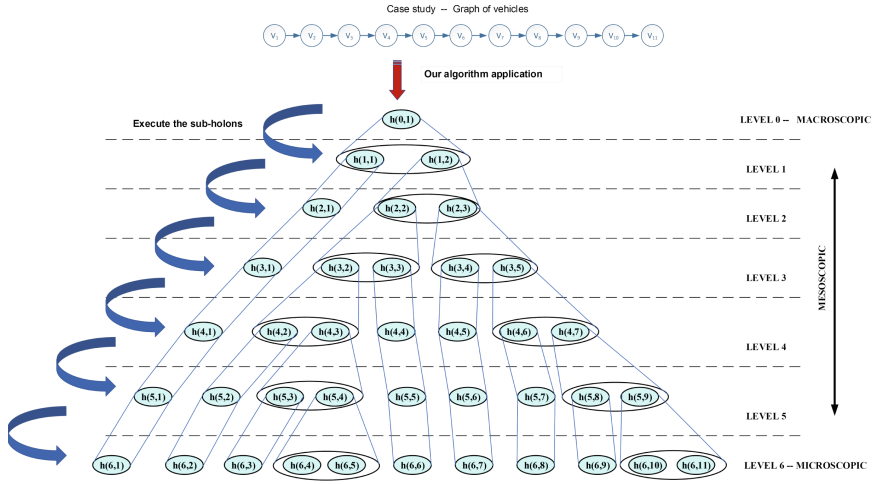 Case study -- Graph of vehicles
V1 V2 V3 V4 V5 V6 V7 V8 V9 V10 V11
Our algorithm application
Execute the sub-holons
h(0,1) LEVEL 0 -- MACROSCOPIC
h(1,1) h(1,2) LEVEL 1
h(2,1) h(2,2) h(2,3) LEVEL 2
h(3,1) h(3,2) h(3,3) h(3,4) h(3,5) LEVEL 3
MESOSCOPIC
h(4,1) h(4,2) h(4,3) h(4,4) h(4,5) h(4,6) h(4,7) LEVEL 4
h(5,1) h(5,2) h(5,3) h(5,4) h(5,5) h(5,6) h(5,7) h(5,8) h(5,9) LEVEL 5
h(6,1) h(6,2) h(6,3) h(6,4) h(6,5) h(6,6) h(6,7) h(6,8) h(6,9) h(6,10) h(6,11) LEVEL 6 -- MICROSCOPIC